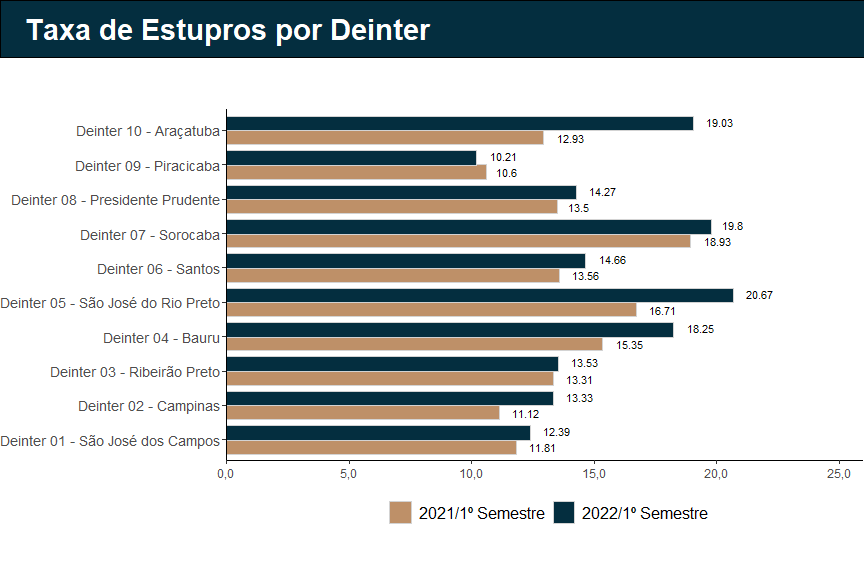 Taxa de Estupros por Deinter
Deinter 10 - Araçatuba
19.03
12.93
Deinter 09 - Piracicaba
10.21
10.6
Deinter 08 - Presidente Prudente
14.27
13.5
Deinter 07 - Sorocaba
19.8
18.93
Deinter 06 - Santos
14.66
13.56
Deinter 05 - São José do Rio Preto
20.67
16.71
Deinter 04 - Bauru
18.25
15.35
Deinter 03 - Ribeirão Preto
13.53
13.31
Deinter 02 - Campinas
13.33
11.12
Deinter 01 - São José dos Campos
12.39
11.81
0,0 5,0 10,0 15,0 20,0 25,0
2021/1º Semestre 2022/1º Semestre